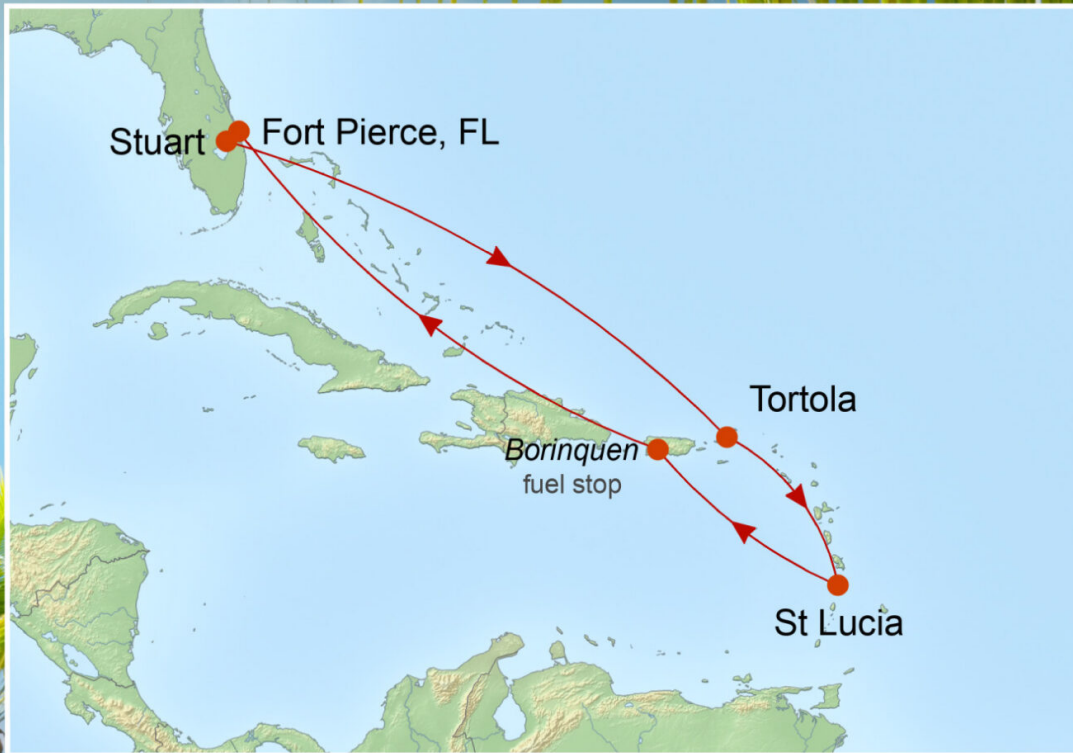 Stuart
Fort Pierce, FL
Tortola
Borinquen
fuel stop
St Lucia